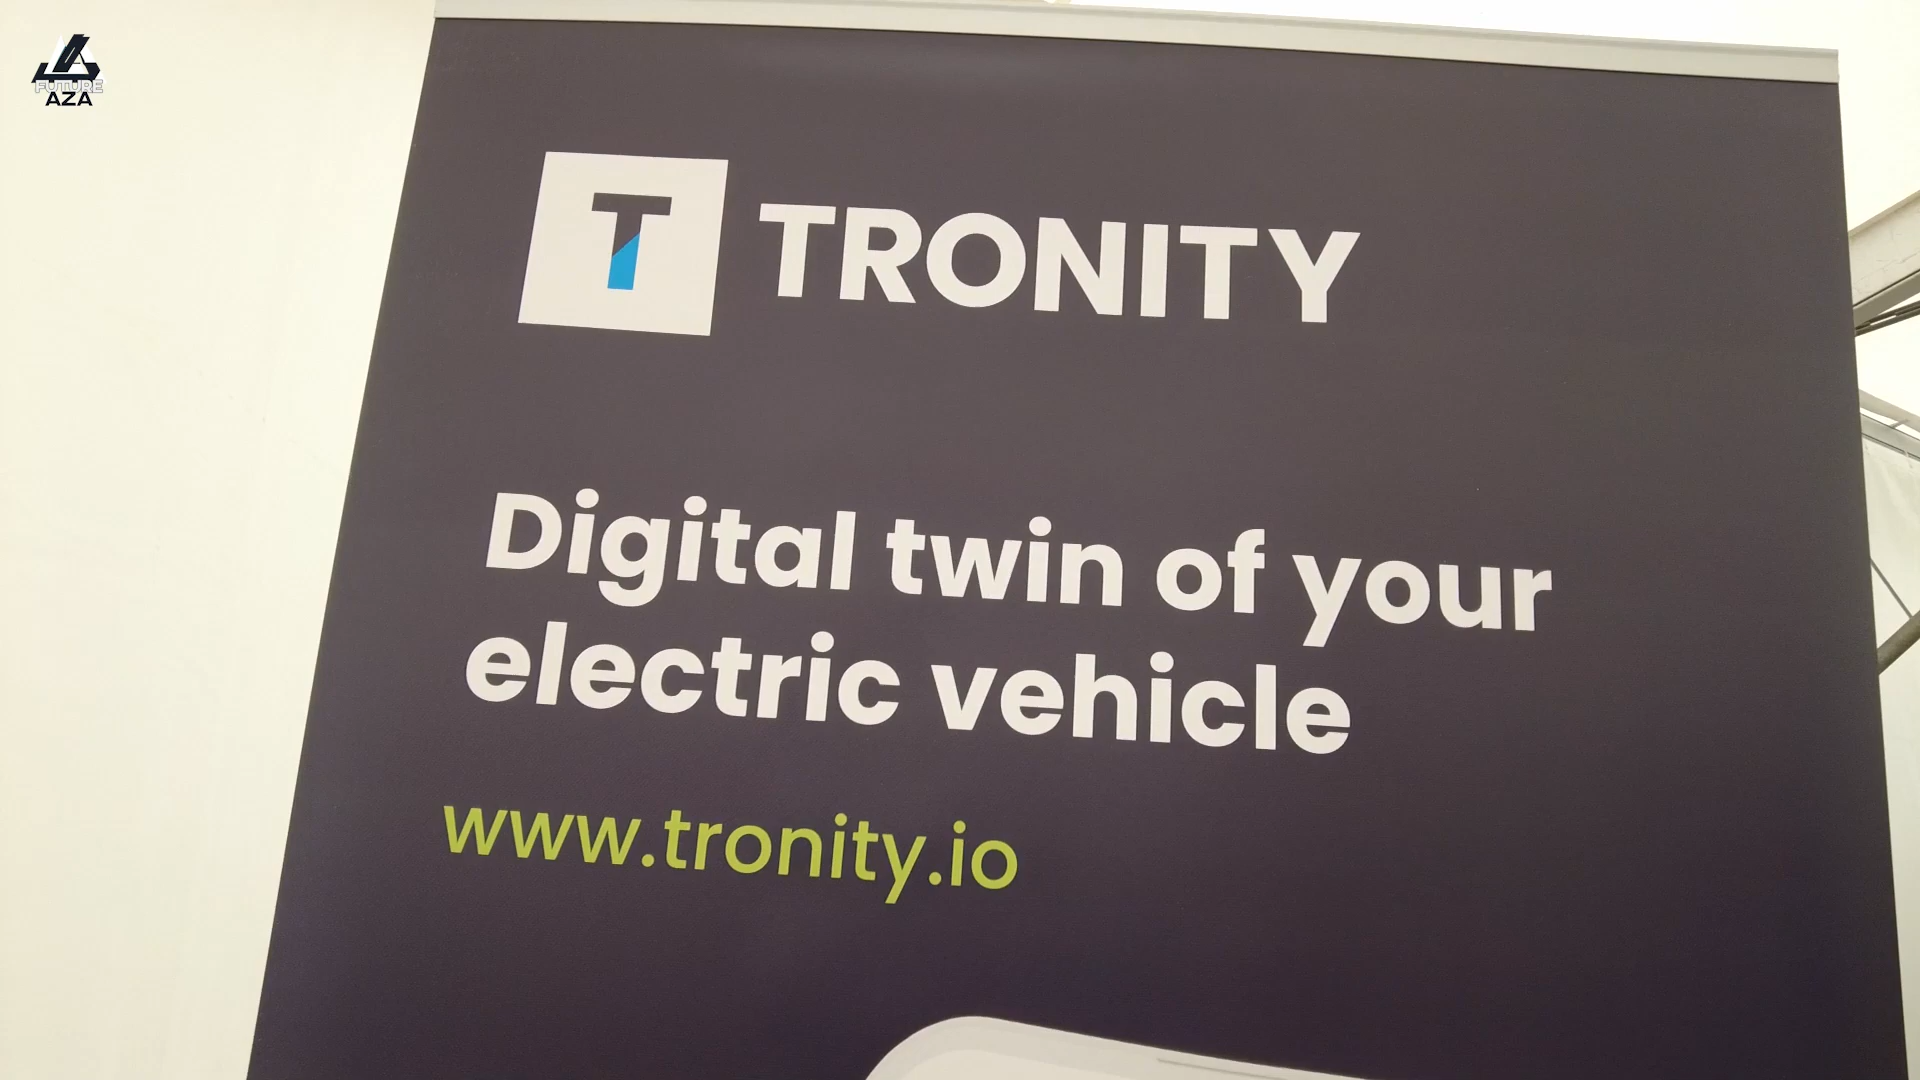 FUTURE
AZA
T TRONITY
Digital twin of your
electric vehicle
www.tronity.io